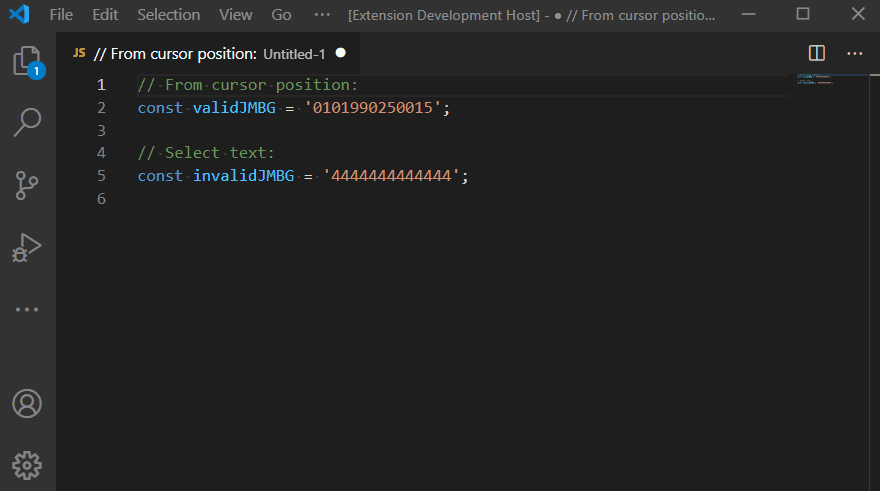 File Edit Selection View Go ··· [Extension Development Host] - ● // From cursor positio...
JS // From cursor position: Untitled-1 ●
1
1 // From cursor position:
2 const validJMBG = '0101990250015';
3
4 // Select text:
5 const invalidJMBG = '4444444444444';
6